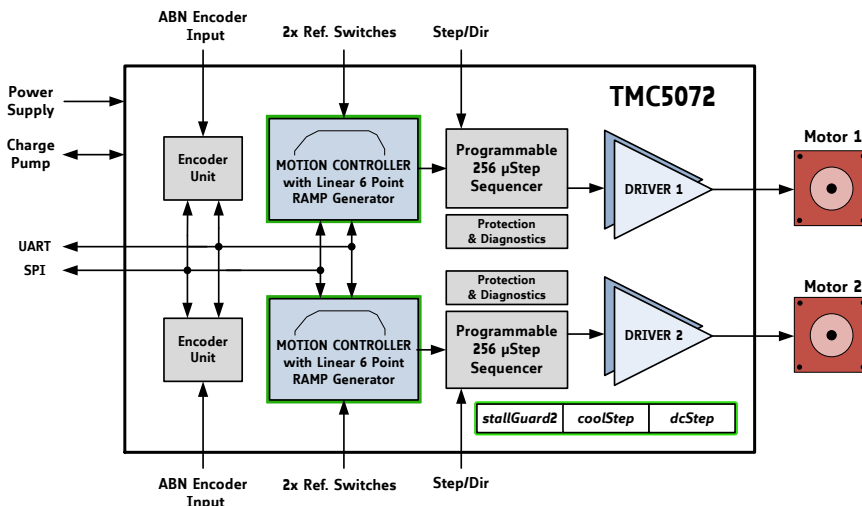 ABN Encoder
Input
2x Ref. Switches
Step/Dir
TMC5072
Power
Supply
Charge
Pump
Encoder
Unit
MOTION CONTROLLER
with Linear 6 Point
RAMP Generator
Programmable
256 µStep
Sequencer
DRIVER 1
Motor 1
Protection
& Diagnostics
UART
SPI
Protection
& Diagnostics
Encoder
Unit
MOTION CONTROLLER
with Linear 6 Point
RAMP Generator
Programmable
256 µStep
Sequencer
DRIVER 2
Motor 2
stallGuard2
coolStep
dcStep
ABN Encoder
Input
2x Ref. Switches
Step/Dir